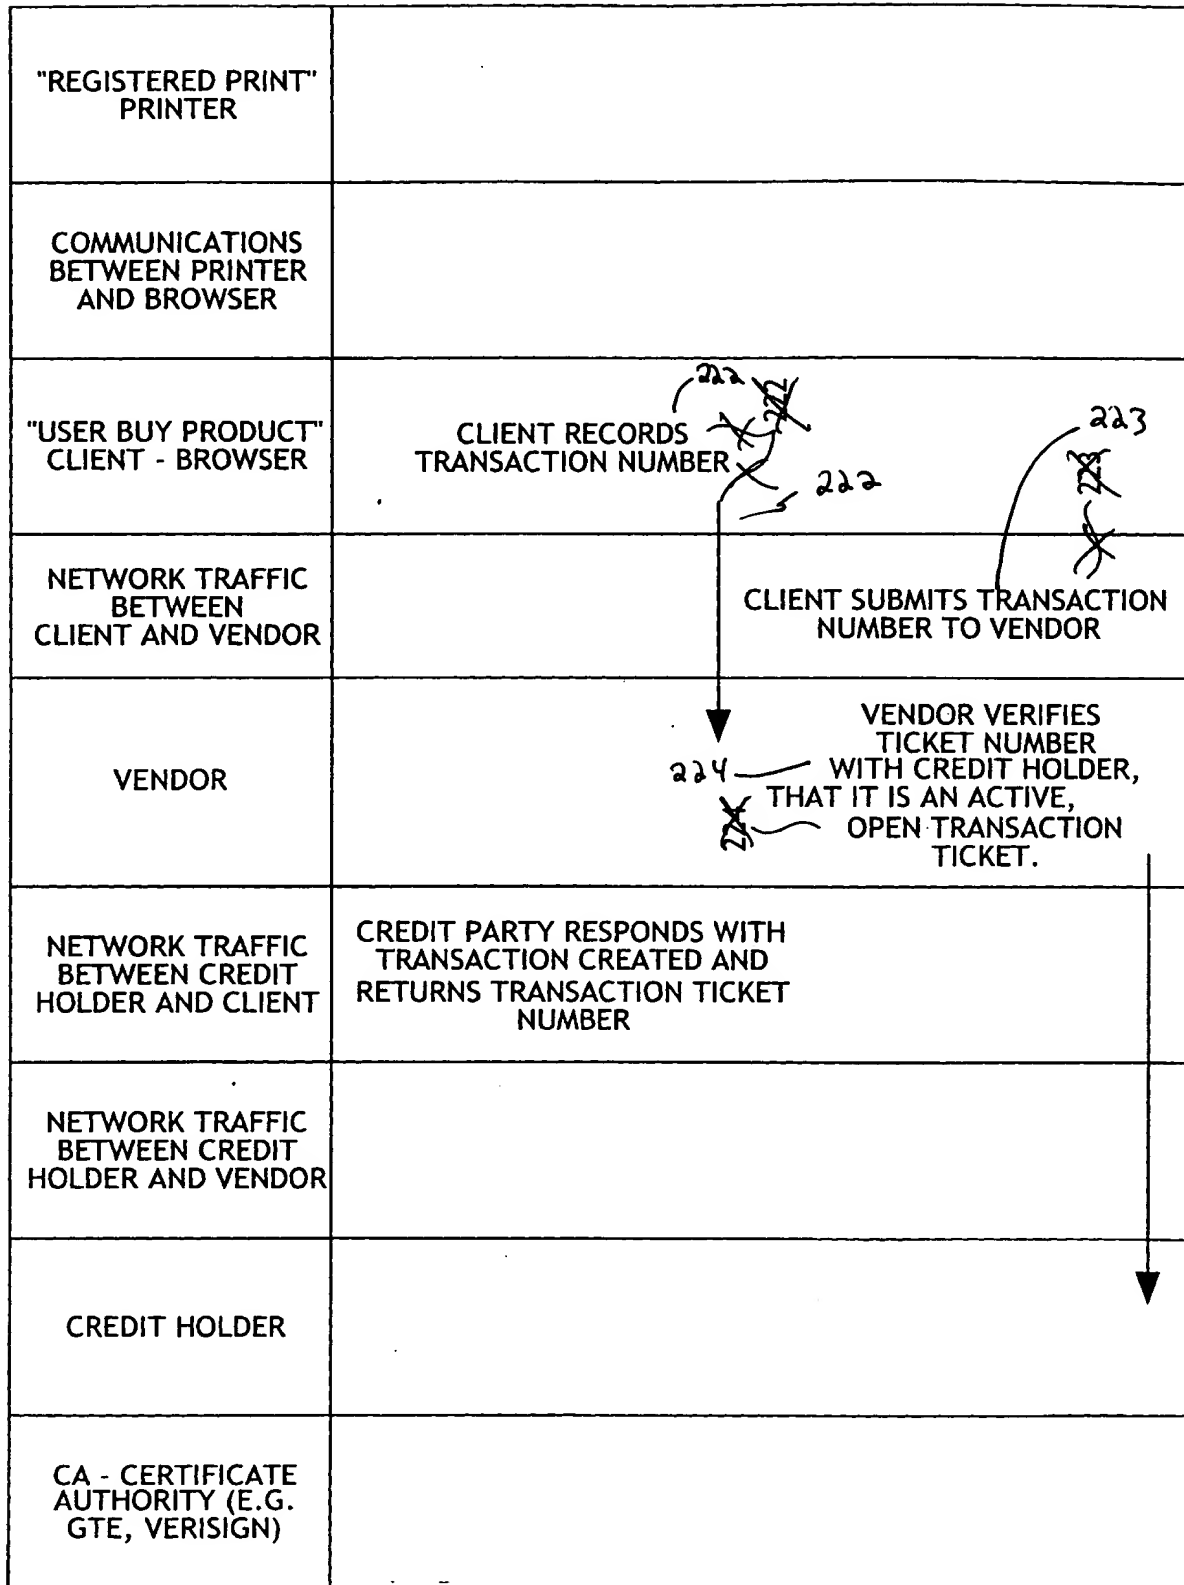 "REGISTERED PRINT"
PRINTER
COMMUNICATIONS
BETWEEN PRINTER
AND BROWSER
"USER BUY PRODUCT"
CLIENT - BROWSER
222
222
CLIENT RECORDS
TRANSACTION NUMBER
222
223
223
NETWORK TRAFFIC
BETWEEN
CLIENT AND VENDOR
CLIENT SUBMITS TRANSACTION
NUMBER TO VENDOR
VENDOR
VENDOR VERIFIES
TICKET NUMBER
224
WITH CREDIT HOLDER,
THAT IT IS AN ACTIVE,
224
OPEN TRANSACTION
TICKET.
NETWORK TRAFFIC
BETWEEN CREDIT
HOLDER AND CLIENT
CREDIT PARTY RESPONDS WITH
TRANSACTION CREATED AND
RETURNS TRANSACTION TICKET
NUMBER
NETWORK TRAFFIC
BETWEEN CREDIT
HOLDER AND VENDOR
CREDIT HOLDER
CA - CERTIFICATE
AUTHORITY (E.G.
GTE, VERISIGN)